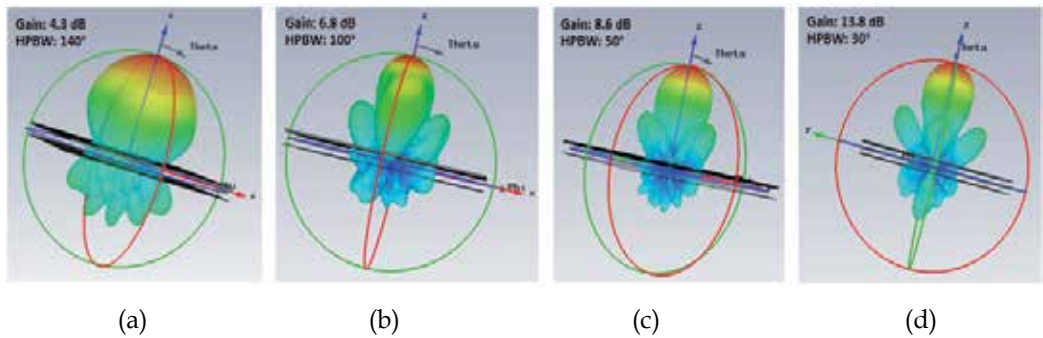 Gain: 4.3 dB
HPBW: 140°
z
Theta
x
Gain: 6.8 dB
HPBW: 100°
z
Theta
x
Gain: 8.6 dB
HPBW: 50°
z
Theta
Gain: 13.8 dB
HPBW: 30°
z
Theta
y
(a)
(b)
(c)
(d)